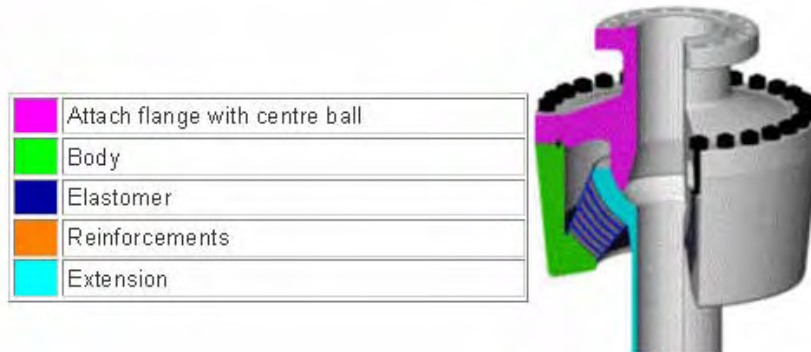 Attach flange with centre ball
Body
Elastomer
Reinforcements
Extension